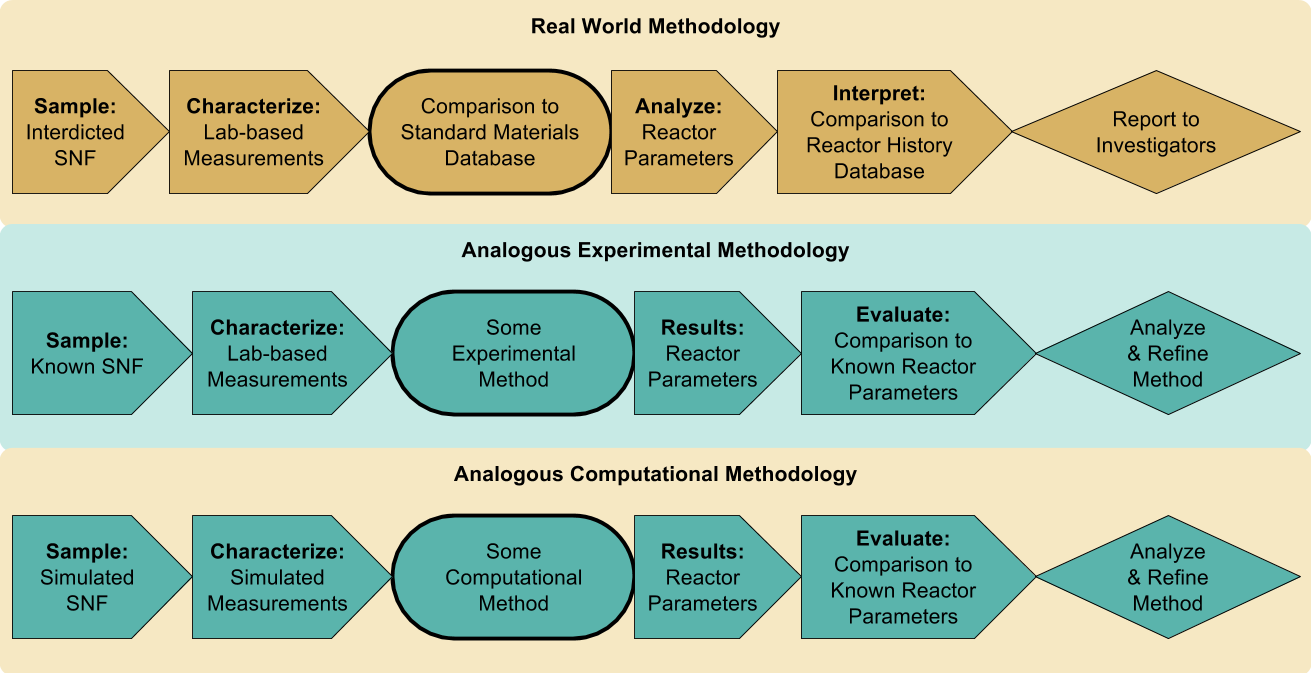 Real World Methodology
Sample:
Interdicted
SNF
Characterize:
Lab-based
Measurements
Comparison to
Standard Materials
Database
Analyze:
Reactor
Parameters
Interpret:
Comparison to
Reactor History
Database
Report to
Investigators
Analogous Experimental Methodology
Sample:
Known SNF
Characterize:
Lab-based
Measurements
Some
Experimental
Method
Results:
Reactor
Parameters
Evaluate:
Comparison to
Known Reactor
Parameters
Analyze
& Refine
Method
Analogous Computational Methodology
Sample:
Simulated
SNF
Characterize:
Simulated
Measurements
Some
Computational
Method
Results:
Reactor
Parameters
Evaluate:
Comparison to
Known Reactor
Parameters
Analyze
& Refine
Method